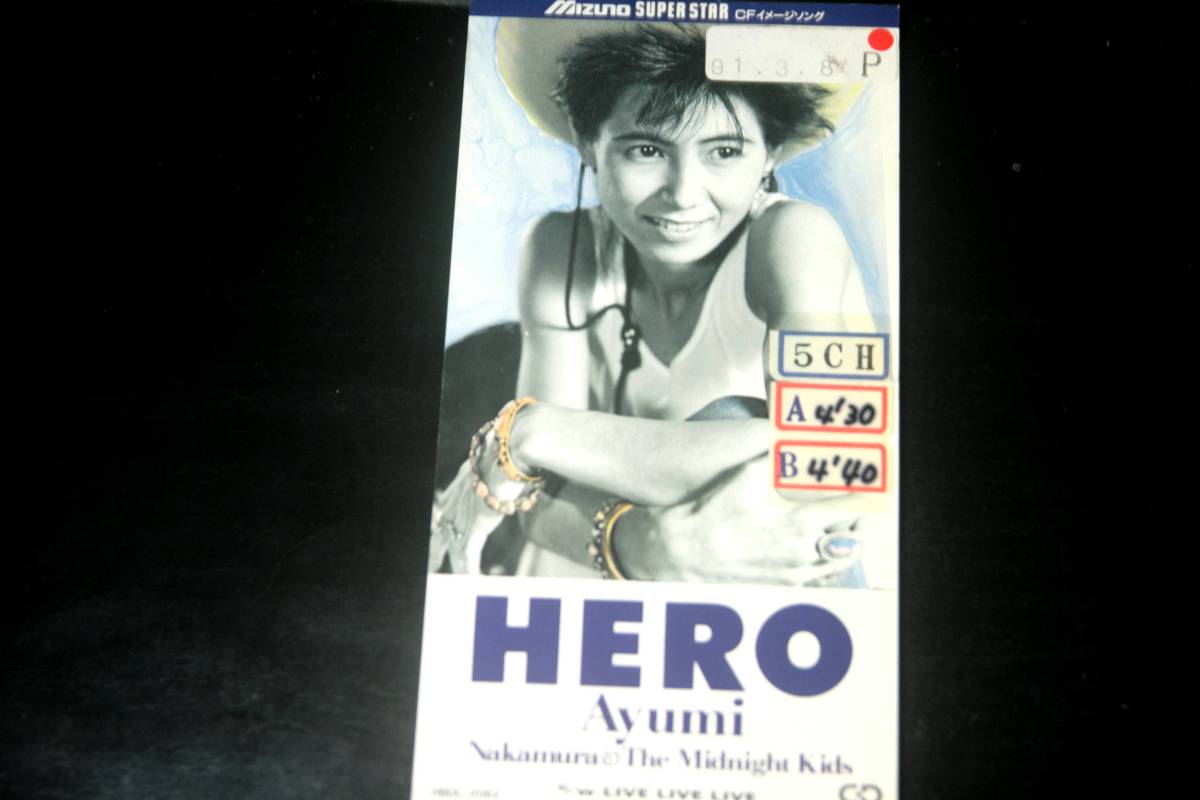 Mizuno SUPER STAR CFイメージソング
91.3.8 P
5CH
A 4'30
B 4'40
HERO
Ayumi
Nakamura & The Midnight Kids
c/w LIVE LIVE LIVE